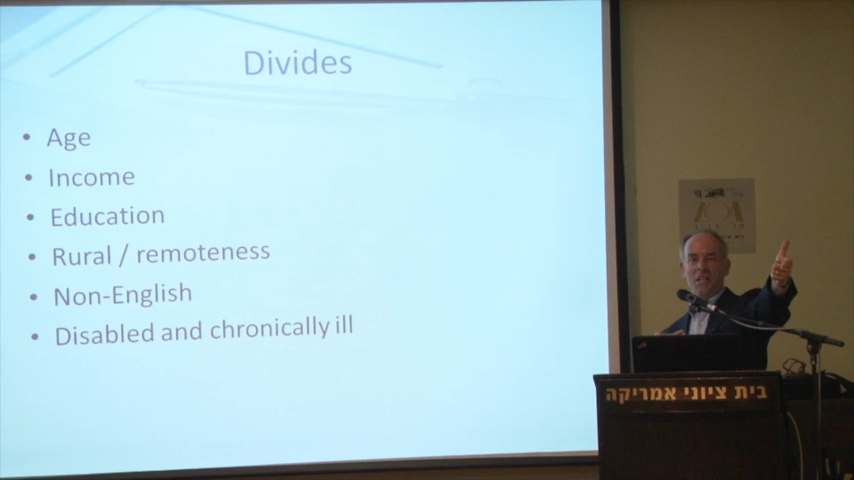 Divides
• Age
• Income
• Education
• Rural / remoteness
• Non-English
• Disabled and chronically ill
בית ציוני אמריקה